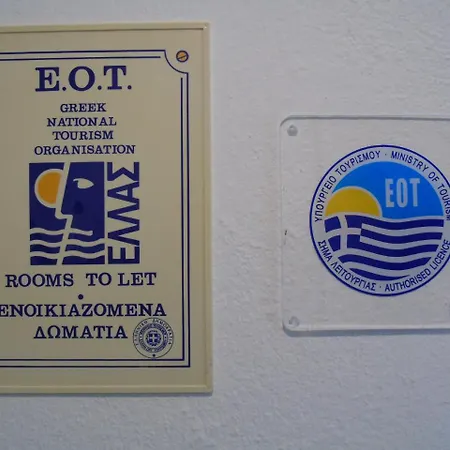 E.O.T.
GREEK
NATIONAL
TOURISM
ORGANISATION
ΕΛΛΑΣ
ROOMS TO LET
•
ΕΝΟΙΚΙΑΖΟΜΕΝΑ
ΔΩΜΑΤΙΑ
ΥΠΟΥΡΓΕΙΟ ΤΟΥΡΙΣΜΟΥ · MINISTRY OF TOURISM
ΕΟΤ
ΣΗΜΑ ΛΕΙΤΟΥΡΓΙΑΣ · AUTHORISED LICENCE